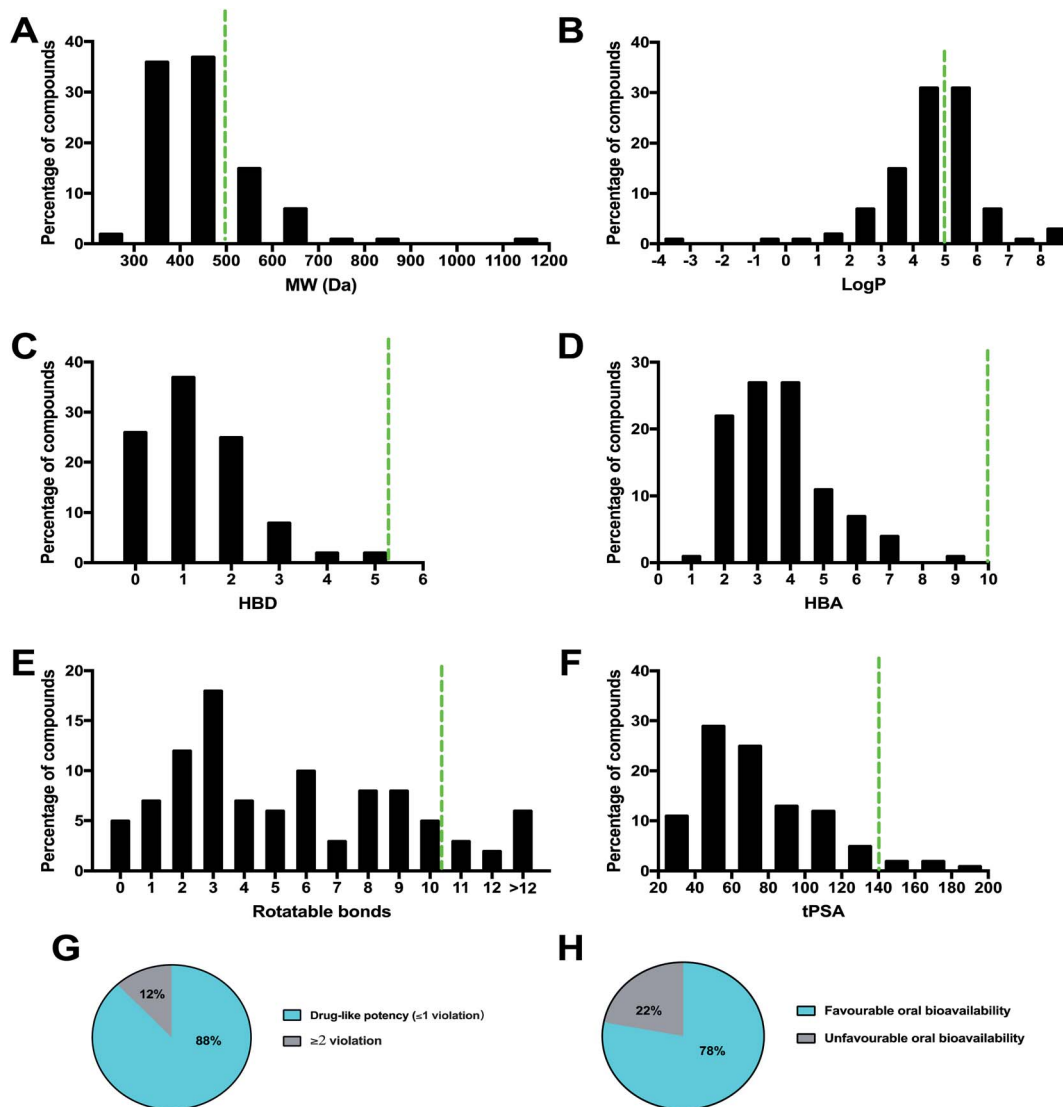 A
Percentage of compounds
40
30
20
10
0
300 400 500 600 700 800 900 1000 1100 1200
MW (Da)
B
Percentage of compounds
40
30
20
10
0
-4 -3 -2 -1 0 1 2 3 4 5 6 7 8
LogP
C
Percentage of compounds
40
30
20
10
0
0 1 2 3 4 5 6
HBD
D
Percentage of compounds
30
20
10
0
0 1 2 3 4 5 6 7 8 9 10
HBA
E
Percentage of compounds
20
15
10
5
0
0 1 2 3 4 5 6 7 8 9 10 11 12 >12
Rotatable bonds
F
Percentage of compounds
40
30
20
10
0
20 40 60 80 100 120 140 160 180 200
tPSA
G
12%
88%
Drug-like potency (≤1 violation)
≥2 violation
H
22%
78%
Favourable oral bioavailability
Unfavourable oral bioavailability